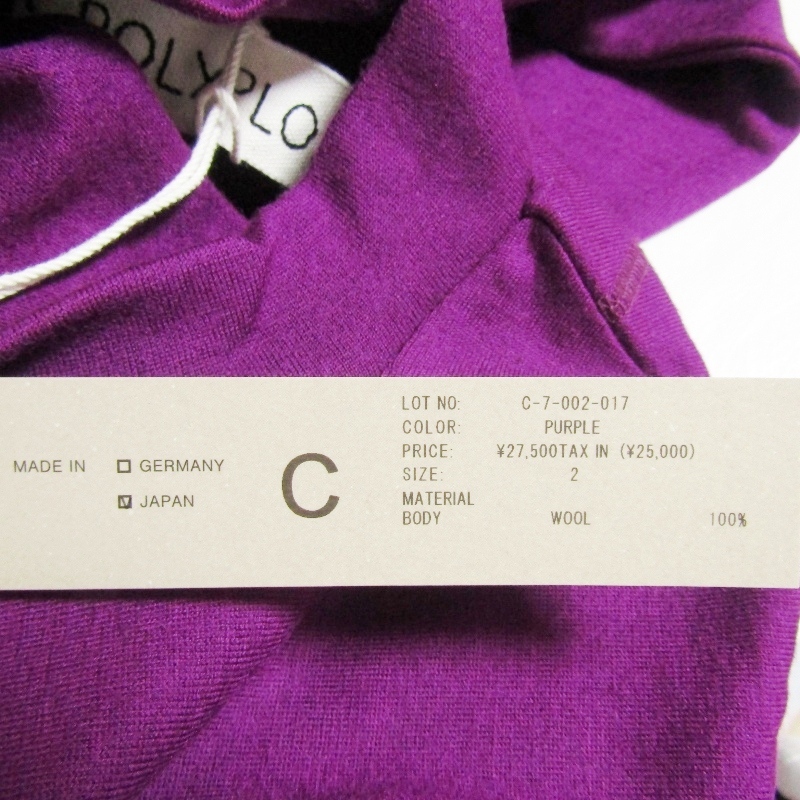 POLYPLO
MADE IN
GERMANY
JAPAN
C
LOT NO: C-7-002-017
COLOR: PURPLE
PRICE: ¥27,500TAX IN (¥25,000)
SIZE: 2
MATERIAL
BODY WOOL 100%